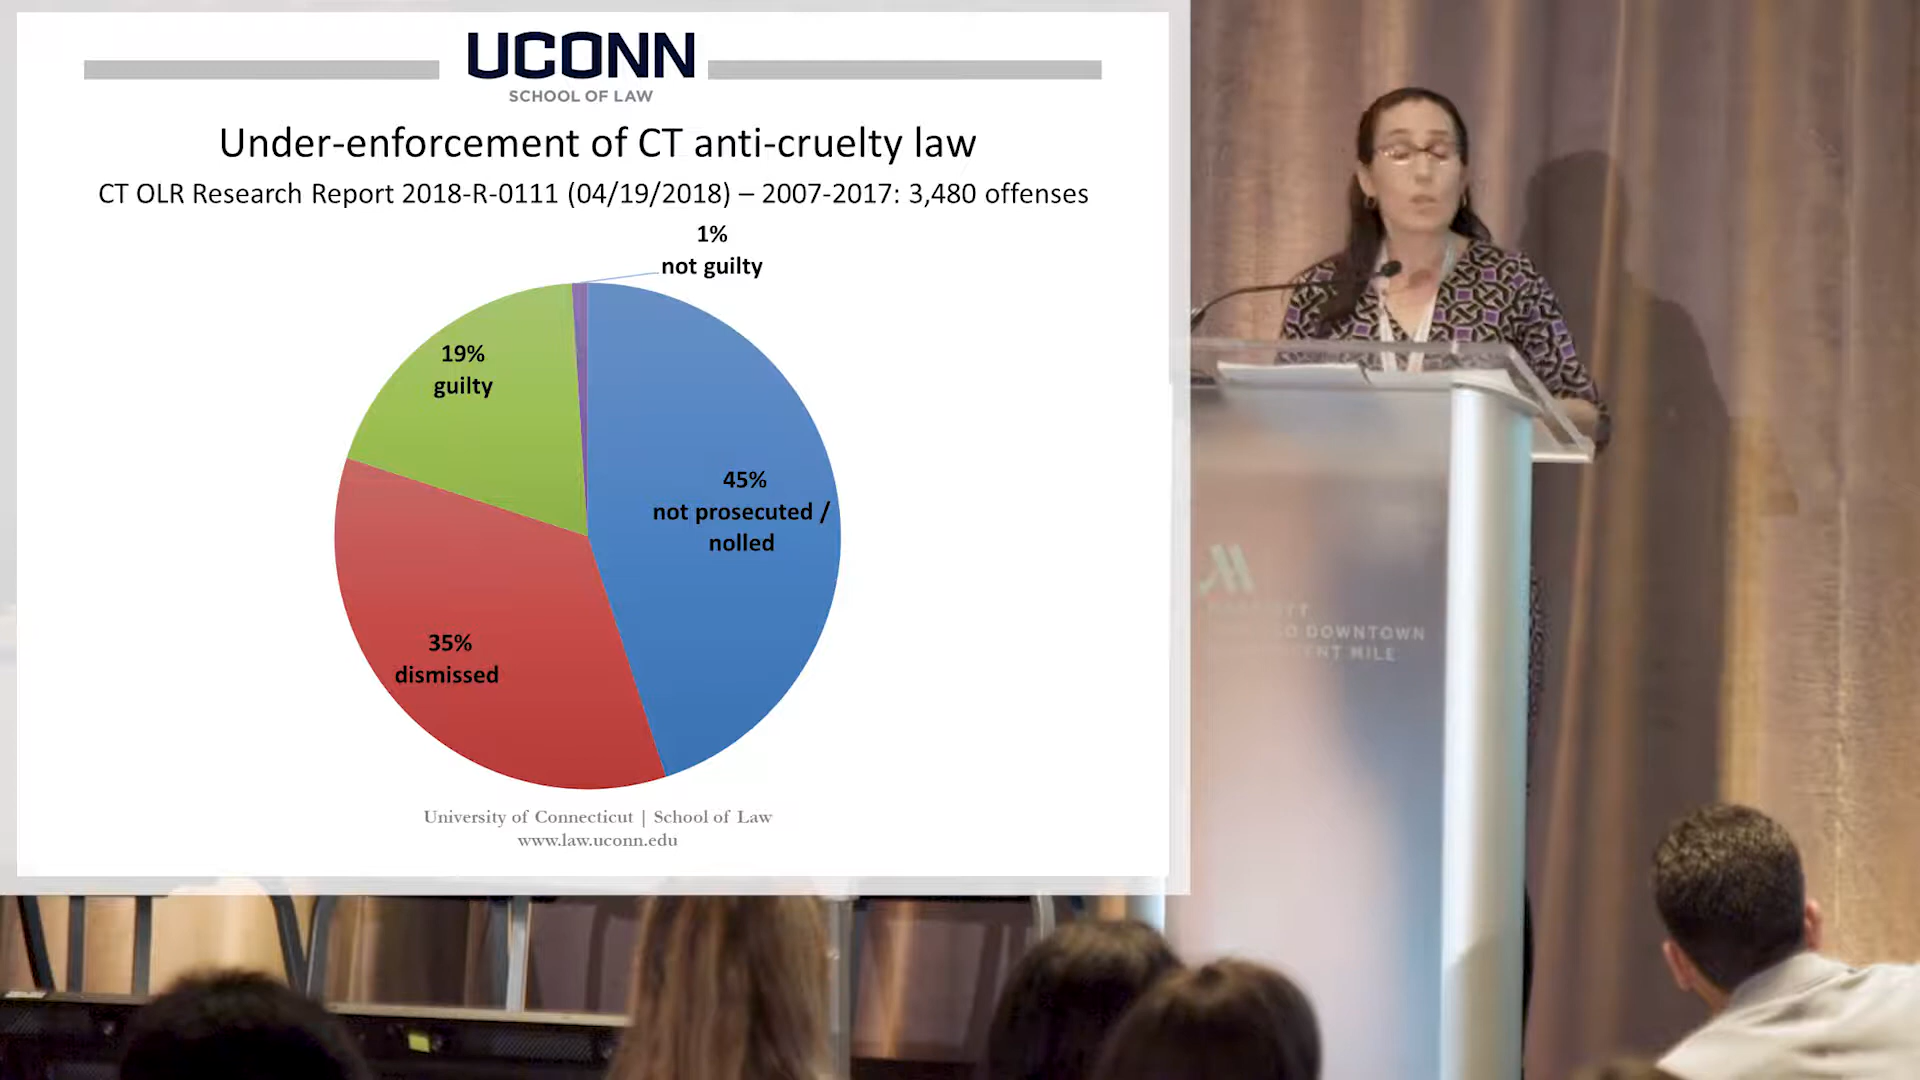 UCONN
SCHOOL OF LAW
Under-enforcement of CT anti-cruelty law
CT OLR Research Report 2018-R-0111 (04/19/2018) – 2007-2017: 3,480 offenses
1%
not guilty
19%
guilty
45%
not prosecuted /
nolled
35%
dismissed
University of Connecticut | School of Law
www.law.uconn.edu
DOWNTOWN
MILE